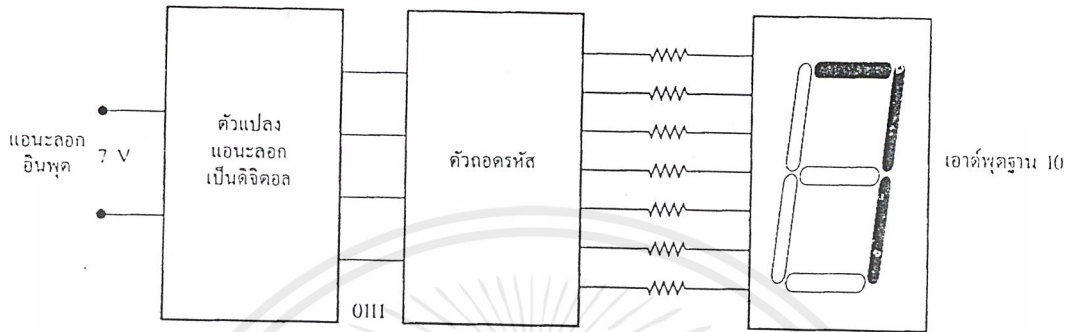 แอนะลอก
อินพุต
7 V
ตัวแปลง
แอนะลอก
เป็นดิจิตอล
0111
ตัวถอดรหัส
เอาต์พุตฐาน 10